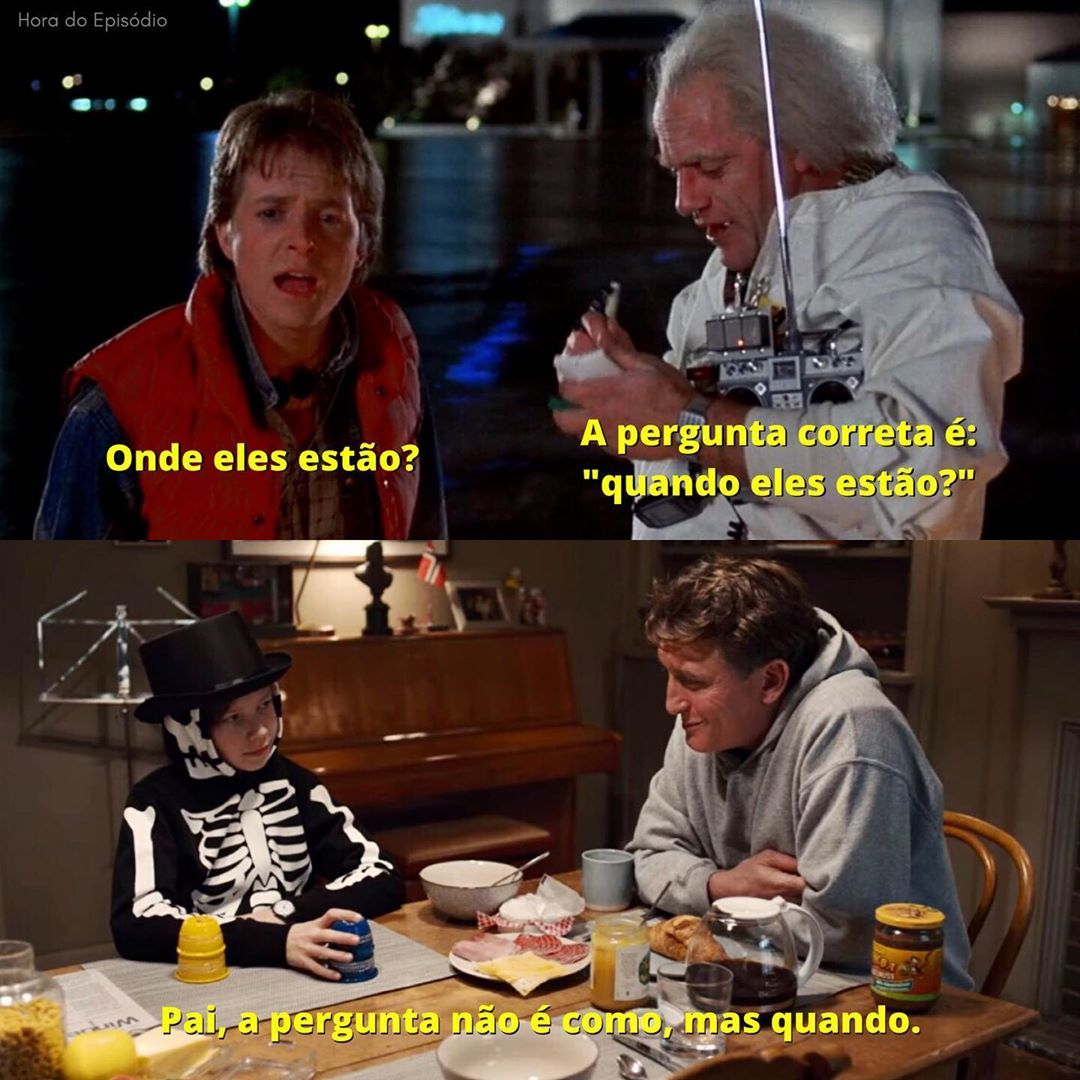 Hora do Episódio
Onde eles estão?
A pergunta correta é:
"quando eles estão?"
Pai, a pergunta não é como, mas quando.